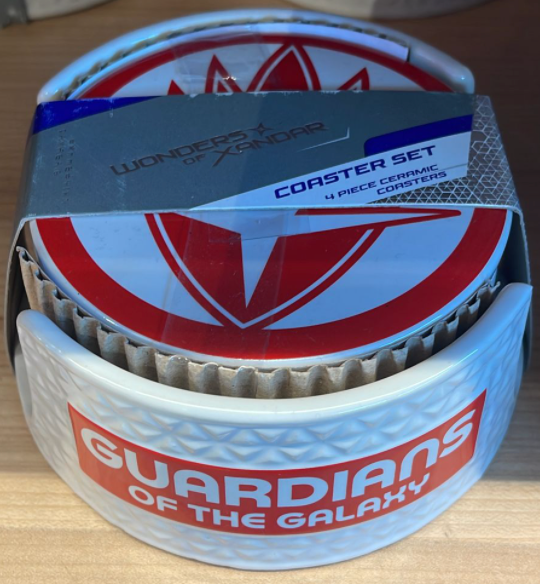 WONDERS
OF XANDAR
COASTER SET
4 PIECE CERAMIC
COASTERS
GUARDIANS
OF THE GALAXY